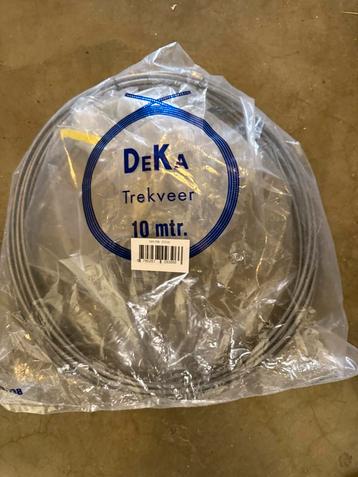 DEKA
Trekveer
10 mtr.